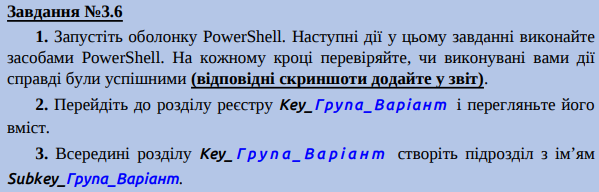 Завдання №3.6
1. Запустіть оболонку PowerShell. Наступні дії у цьому завданні виконайте
засобами PowerShell. На кожному кроці перевіряйте, чи виконувані вами дії
справді були успішними (відповідні скриншоти додайте у звіт).
2. Перейдіть до розділу реєстру Key_Група_Варіант і перегляньте його
вміст.
3. Всередині розділу Key_Група_Варіант створіть підрозділ з ім’ям
Subkey_Група_Варіант.